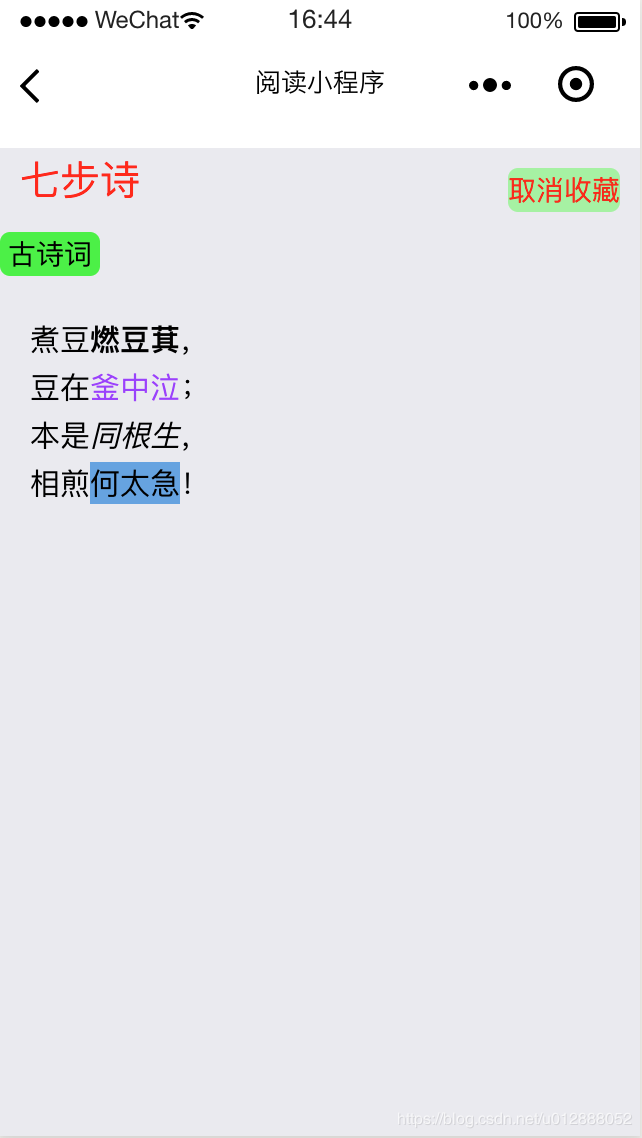 ●●●●● WeChat 16:44 100%
阅读小程序
七步诗 取消收藏
古诗词
煮豆燃豆萁，
豆在釜中泣；
本是同根生，
相煎何太急！
https://blog.csdn.net/u012888052